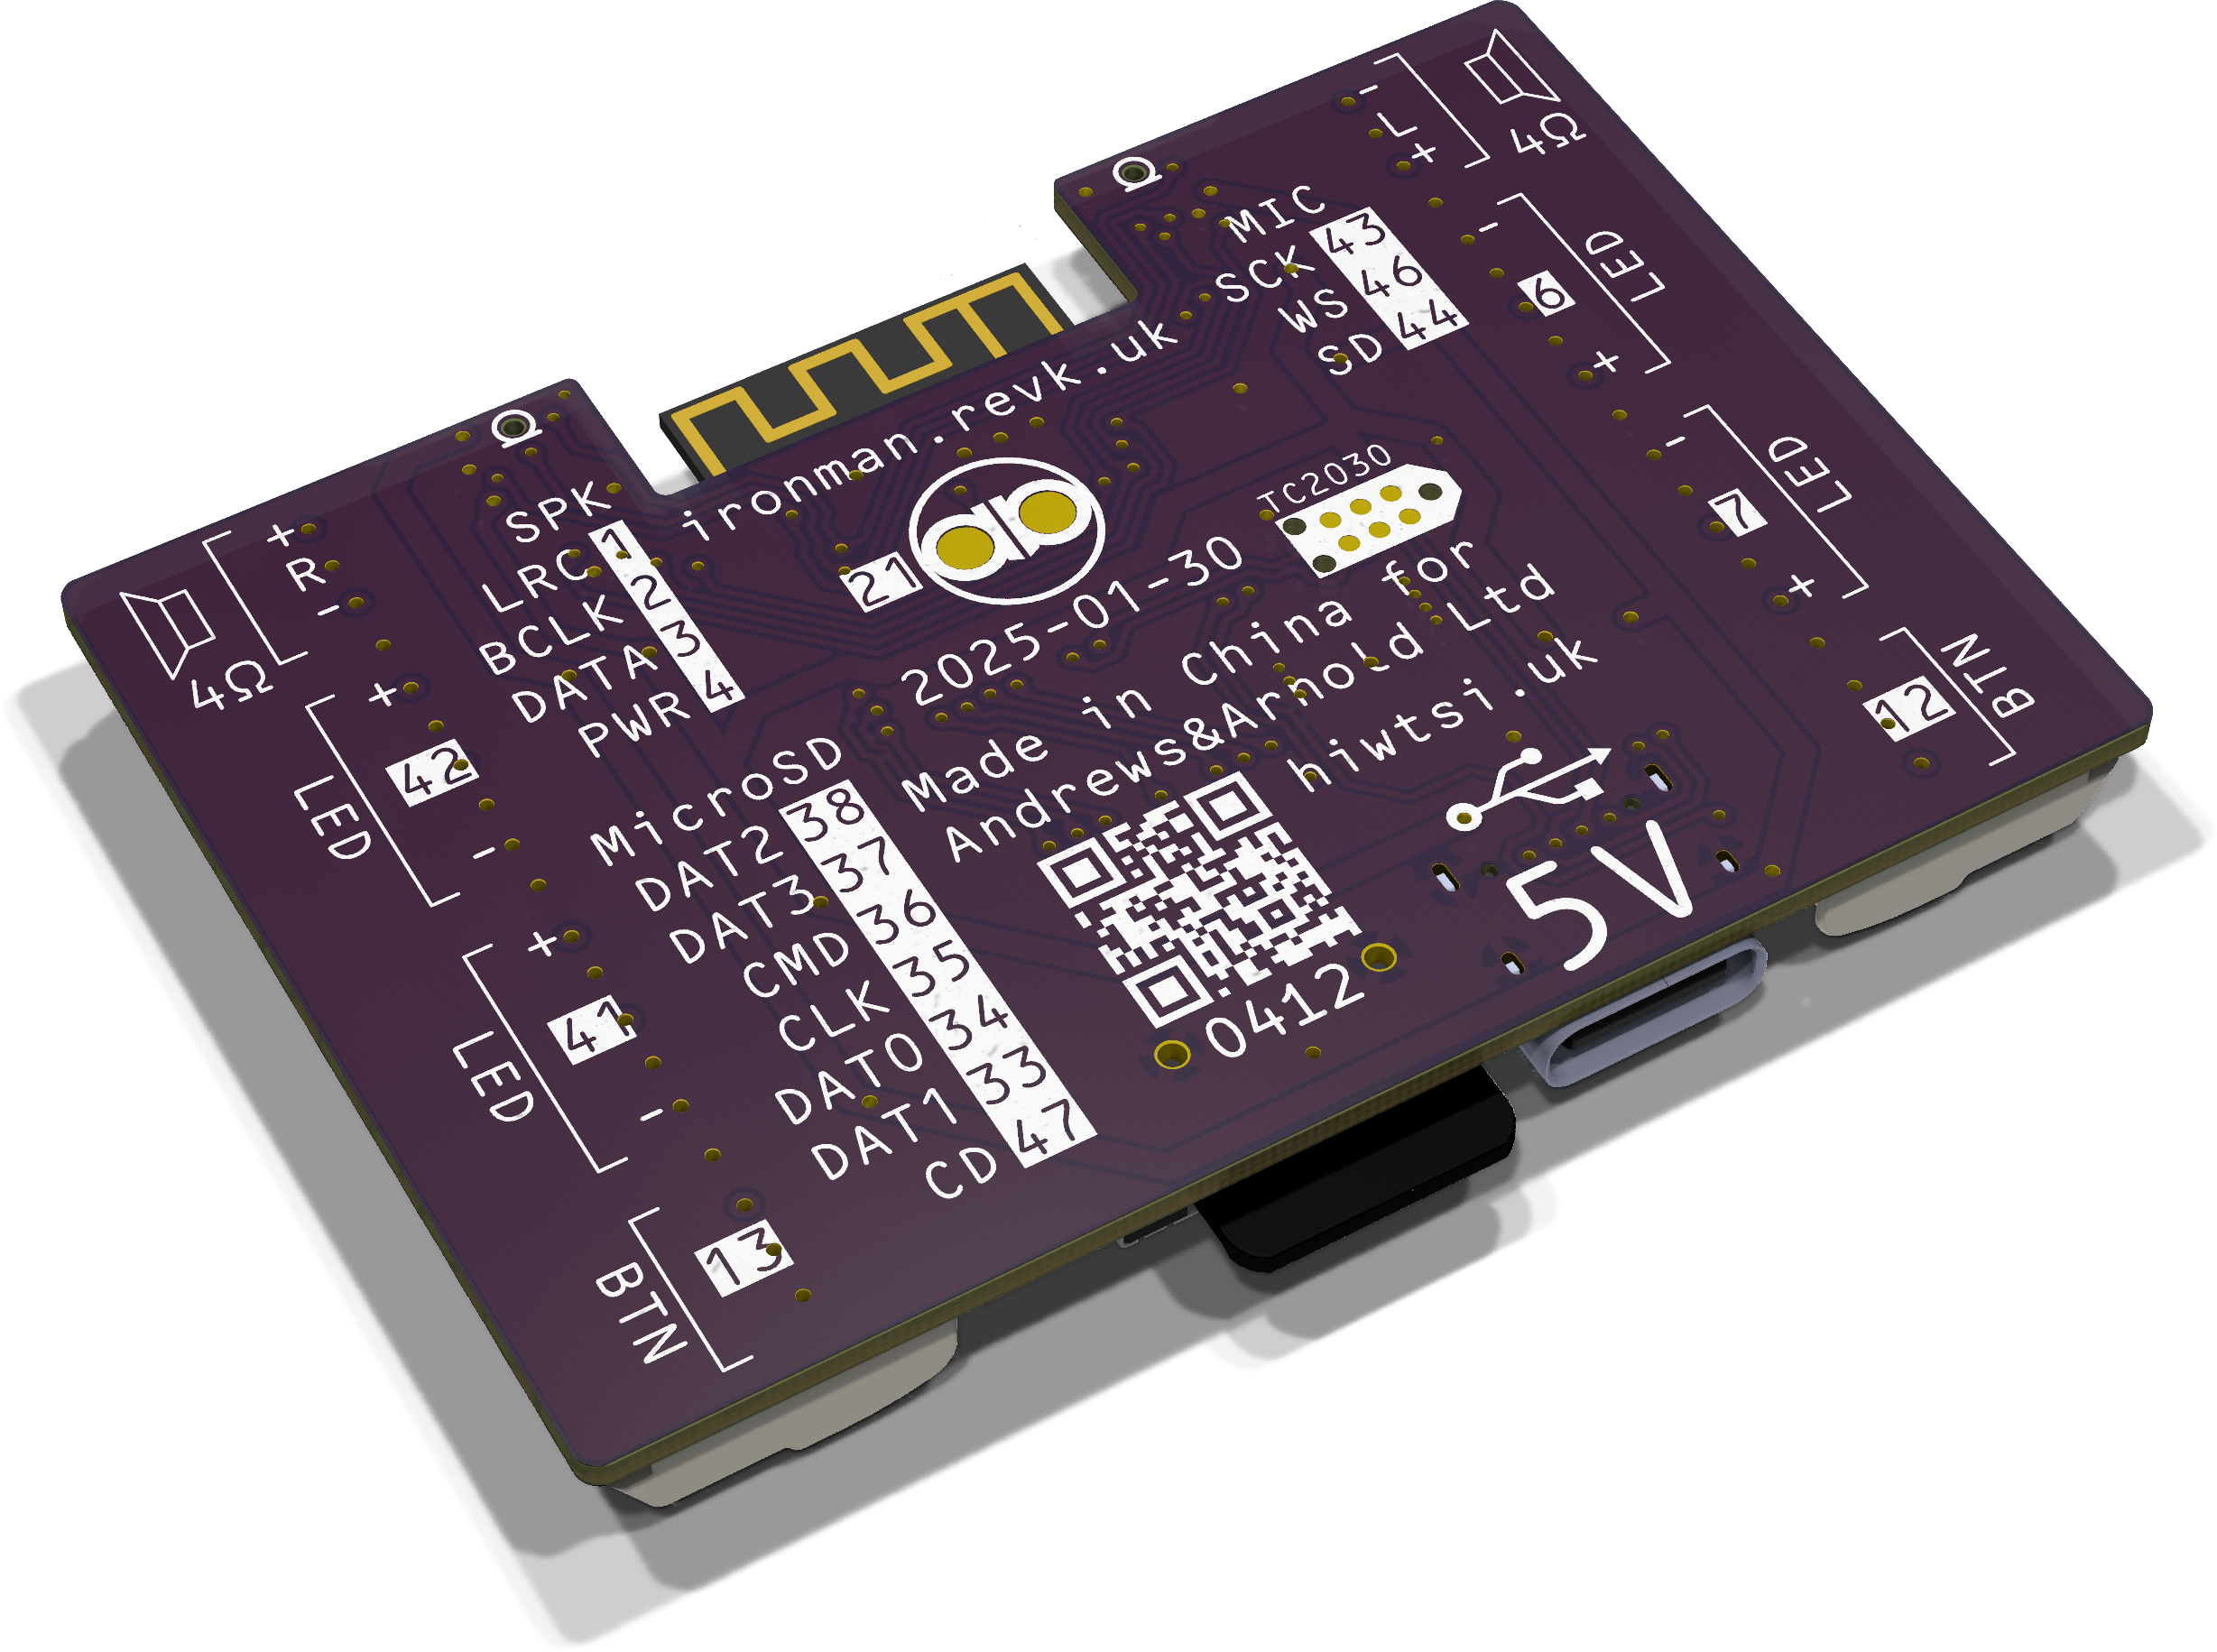 - L +
4Ω
MIC
SCK 43
WS 46
SD 44
- 6 +
LED
- 7 +
LED
12
BTN
ironman.revk.uk
TC2030
21
2025-01-30
Made in China for
Andrews&Arnold Ltd
hiwtsi.uk
5V
0412
SPK
LRC 1
BCLK 2
DATA 3
PWR 4
+ R -
4Ω
+ 42 -
LED
+ 41 -
LED
13
BTN
MicroSD
DAT2 38
DAT3 37
CMD 36
CLK 35
DAT0 34
DAT1 33
CD 47